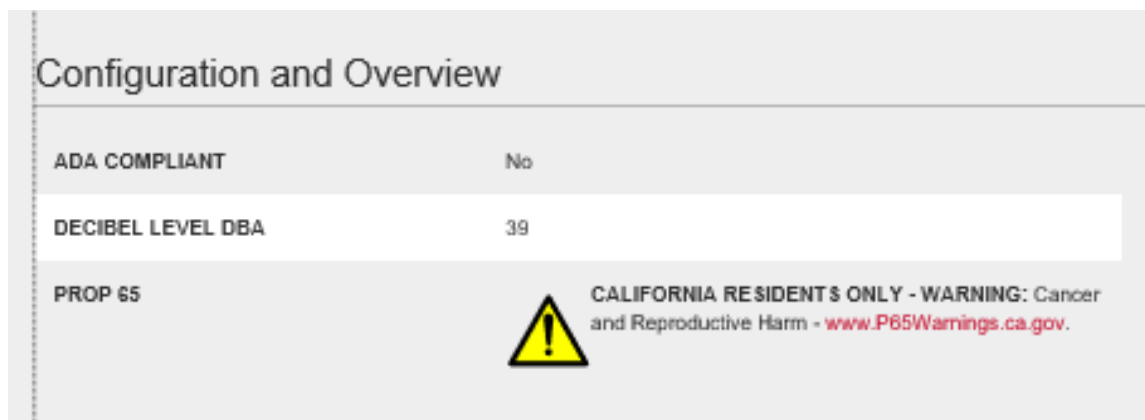 Configuration and Overview
ADA COMPLIANT No
DECIBEL LEVEL DBA 39
PROP 65 CALIFORNIA RESIDENTS ONLY - WARNING: Cancer
and Reproductive Harm - www.P65Warnings.ca.gov.